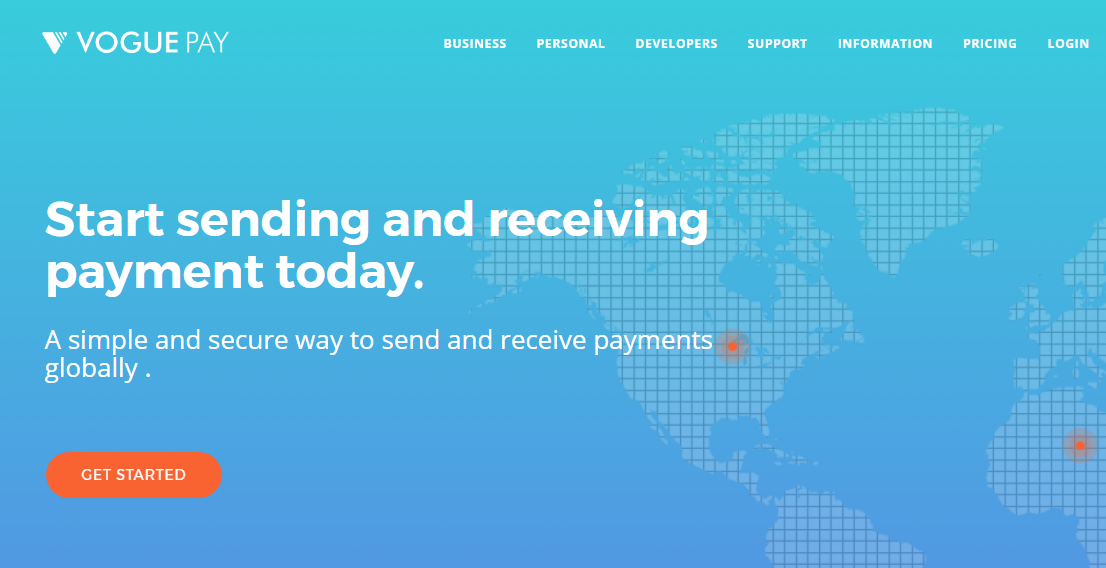 VOGUE PAY
BUSINESS PERSONAL DEVELOPERS SUPPORT INFORMATION PRICING LOGIN
Start sending and receiving
payment today.
A simple and secure way to send and receive payments
globally .
GET STARTED